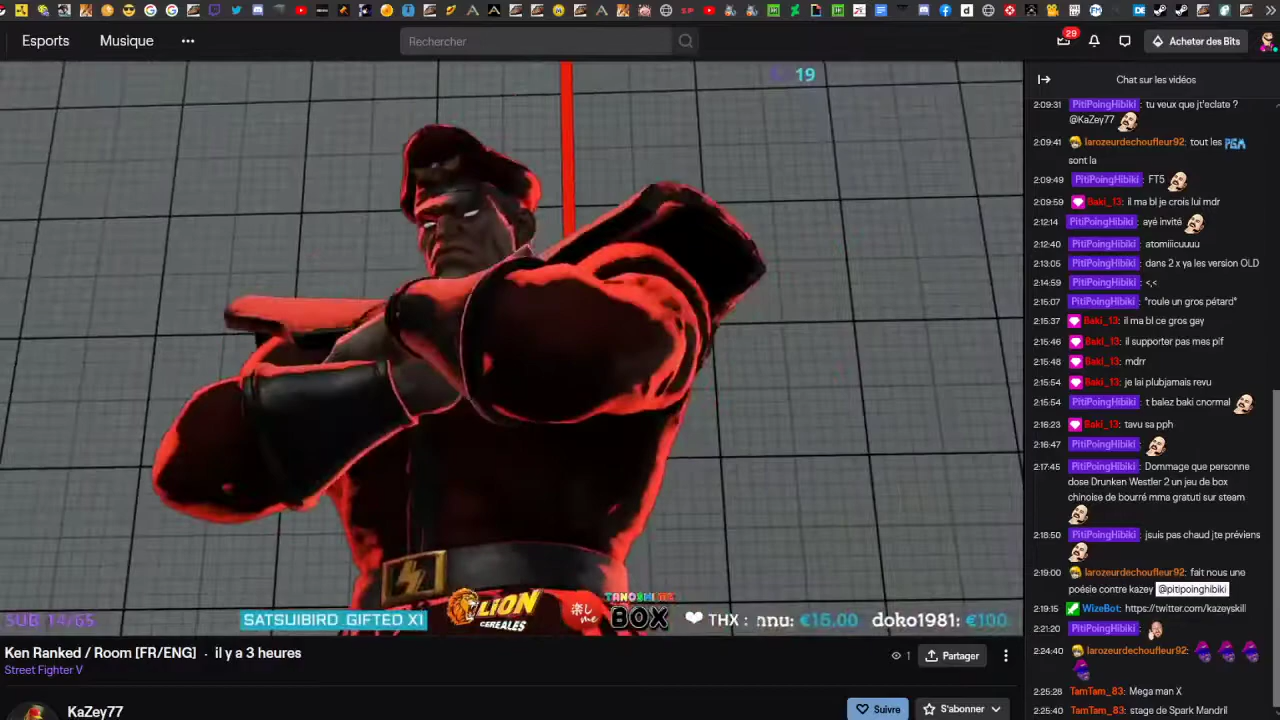 Esports
Musique
Rechercher
29
Acheter des Bits
19
Chat sur les vidéos
2:09:31 PitiPoingHibiki : tu veux que jt'eclate ?
@KaZey77
2:09:41 larozeurdechoufleur92: tout les PGM
sont la
2:09:49 PitiPoingHibiki : FT5
2:09:59 Baki_13: il ma bl je crois lui mdr
2:12:14 PitiPoingHibiki : ayé invité
2:12:40 PitiPoingHibiki : atomiiicuuuu
2:13:05 PitiPoingHibiki : dans 2 x ya les version OLD
2:14:59 PitiPoingHibiki : <,<
2:15:07 PitiPoingHibiki : *roule un gros pétard*
2:15:37 Baki_13: il ma bl ce gros gay
2:15:46 Baki_13: il supporter pas mes plf
2:15:48 Baki_13: mdrr
2:15:54 Baki_13: je lai plubjamais revu
2:15:54 PitiPoingHibiki : t balez baki cnormal
2:16:23 Baki_13: tavu sa pph
2:16:47 PitiPoingHibiki :
2:17:45 PitiPoingHibiki : Dommage que personne
dose Drunken Westler 2 un jeu de box
chinoise de bourré mma gratuti sur steam
2:18:50 PitiPoingHibiki : jsuis pas chaud jte préviens
2:19:00 larozeurdechoufleur92: fait nous une
poésie contre kazey @pitipoinghibiki
2:19:15 WizeBot: https://twitter.com/kazeyskill
2:21:20 PitiPoingHibiki :
2:24:40 larozeurdechoufleur92:
2:25:28 TamTam_83: Mega man X
2:25:40 TamTam_83: stage de Spark Mandril
SUB 14/65
SATSUIBIRD GIFTED X1
LION
CEREALES
楽し
me
TANOSHI ME
BOX
THX : nnu: €15.00 doko1981: €100
Ken Ranked / Room [FR/ENG] · il y a 3 heures
Street Fighter V
1
Partager
KaZey77
Suivre
S'abonner